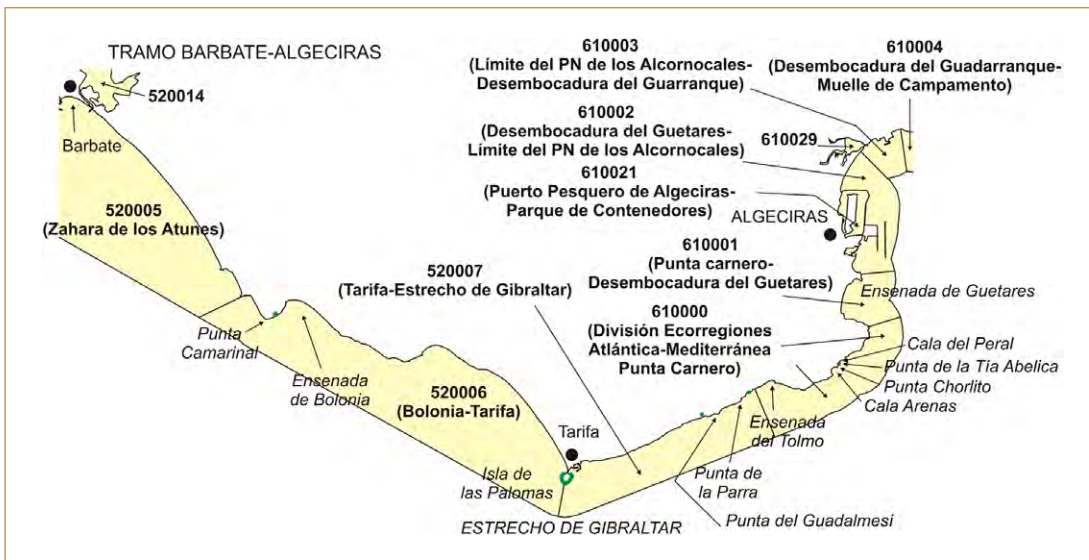 TRAMO BARBATE-ALGECIRAS
520014
Barbate
520005
(Zahara de los Atunes)
Punta
Camarinal
Ensenada
de Bolonia
520006
(Bolonia-Tarifa)
520007
(Tarifa-Estrecho de Gibraltar)
Tarifa
Isla de
las Palomas
ESTRECHO DE GIBRALTAR
610003
(Límite del PN de los Alcornocales-
Desembocadura del Guarranque)
610004
(Desembocadura del Guadarranque-
Muelle de Campamento)
610002
(Desembocadura del Guetares-
Límite del PN de los Alcornocales)
610029
610021
(Puerto Pesquero de Algeciras-
Parque de Contenedores)
ALGECIRAS
610001
(Punta carnero-
Desembocadura del Guetares)
Ensenada de Guetares
610000
(División Ecorregiones
Atlántica-Mediterránea
Punta Carnero)
Cala del Peral
Punta de la Tía Abelica
Punta Chorlito
Cala Arenas
Ensenada
del Tolmo
Punta de
la Parra
Punta del Guadalmesí